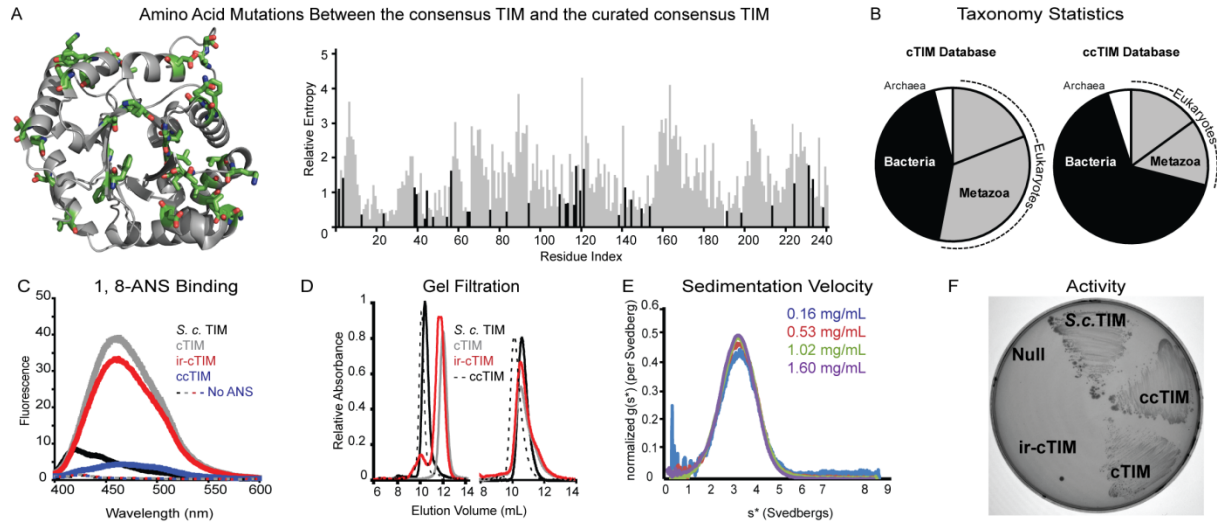 A
Amino Acid Mutations Between the consensus TIM and the curated consensus TIM
Relative Entropy
5
4
3
2
1
0
20 40 60 80 100 120 140 160 180 200 220 240
Residue Index
B
Taxonomy Statistics
cTIM Database
Archaea
Bacteria
Metazoa
Eukaryotes
ccTIM Database
Archaea
Bacteria
Metazoa
Eukaryotes
C
1, 8-ANS Binding
Fluorescence
50
40
30
20
10
5
0
400 450 500 550 600
Wavelength (nm)
S. c. TIM
cTIM
ir-cTIM
ccTIM
No ANS
D
Gel Filtration
Relative Absorbance
1
0.8
0.6
0.4
0.2
0
6 8 10 12 14 8 10 12 14
Elution Volume (mL)
S. c. TIM
cTIM
ir-cTIM
ccTIM
E
Sedimentation Velocity
normalized g(s*) (per Svedberg)
0.6
0.5
0.4
0.3
0.2
0.1
0
0 1 2 3 4 5 6 7 8 9
s* (Svedbergs)
0.16 mg/mL
0.53 mg/mL
1.02 mg/mL
1.60 mg/mL
F
Activity
S.c.TIM
Null
ccTIM
ir-cTIM
cTIM